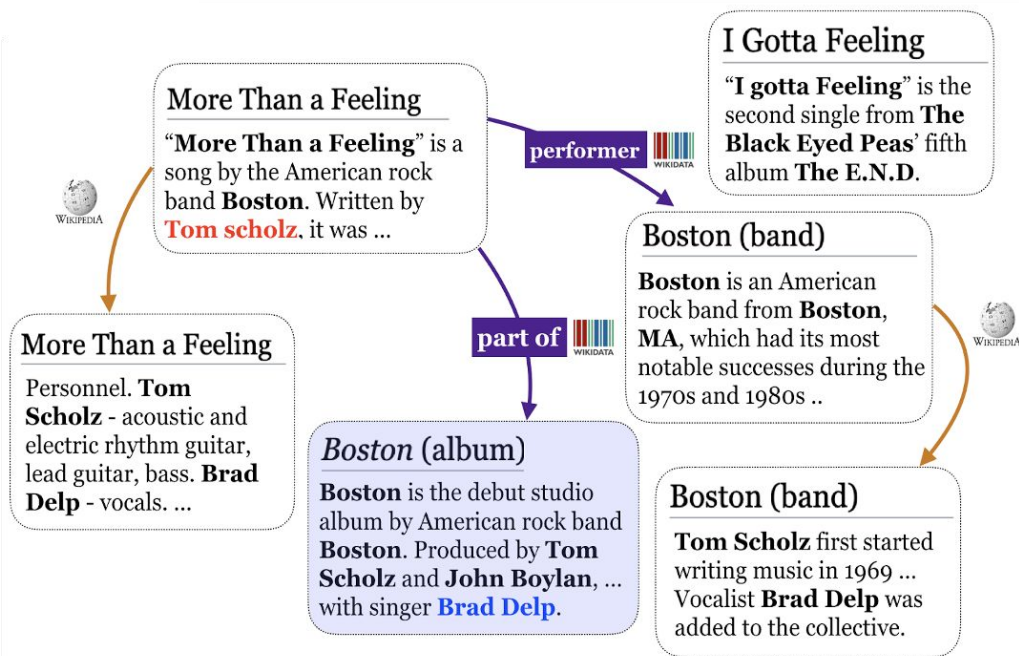 I Gotta Feeling
“I gotta Feeling” is the
second single from The
Black Eyed Peas’ fifth
album The E.N.D.
More Than a Feeling
“More Than a Feeling” is a
song by the American rock
band Boston. Written by
Tom scholz, it was ...
performer
WIKIDATA
WIKIPEDIA
Boston (band)
Boston is an American
rock band from Boston,
MA, which had its most
notable successes during the
1970s and 1980s ..
WIKIPEDIA
part of
WIKIDATA
More Than a Feeling
Personnel. Tom
Scholz - acoustic and
electric rhythm guitar,
lead guitar, bass. Brad
Delp - vocals. ...
Boston (album)
Boston is the debut studio
album by American rock band
Boston. Produced by Tom
Scholz and John Boylan, ...
with singer Brad Delp.
Boston (band)
Tom Scholz first started
writing music in 1969 ...
Vocalist Brad Delp was
added to the collective.